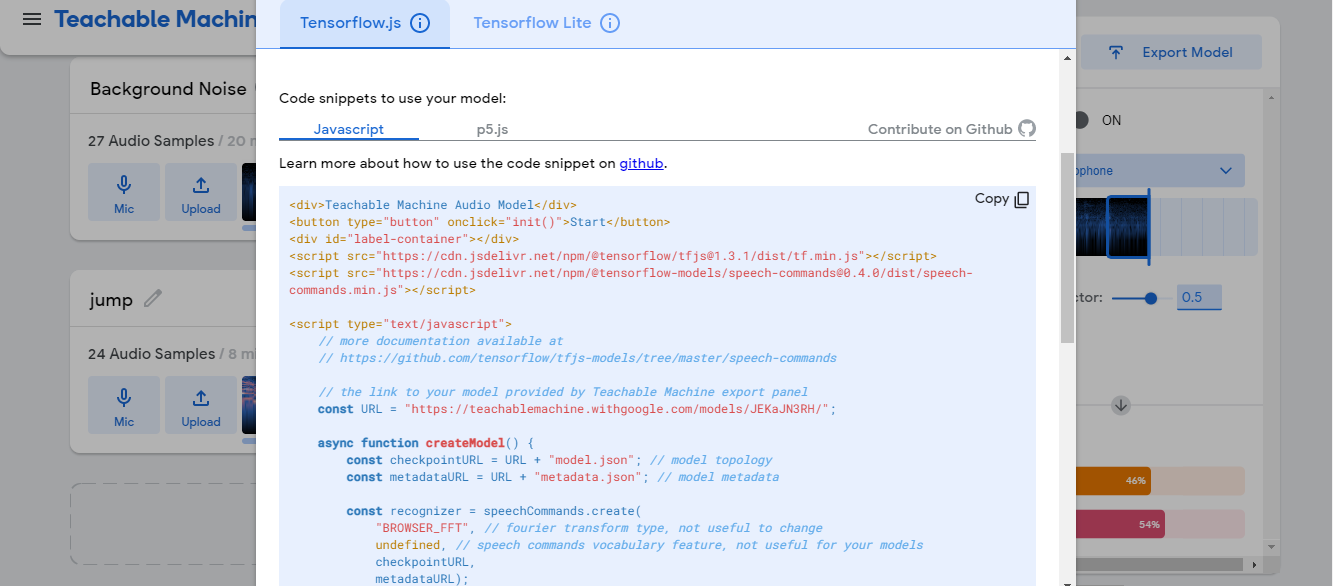 Teachable Machin
Tensorflow.js
Tensorflow Lite
Export Model
Background Noise
27 Audio Samples / 20 m
Mic
Upload
jump
24 Audio Samples / 8 mi
Mic
Upload
Code snippets to use your model:
Javascript
p5.js
Contribute on Github
Learn more about how to use the code snippet on github.
Copy
<div>Teachable Machine Audio Model</div>
<button type="button" onclick="init()">Start</button>
<div id="label-container"></div>
<script src="https://cdn.jsdelivr.net/npm/@tensorflow/tfjs@1.3.1/dist/tf.min.js"></script>
<script src="https://cdn.jsdelivr.net/npm/@tensorflow-models/speech-commands@0.4.0/dist/speech-
commands.min.js"></script>
<script type="text/javascript">
// more documentation available at
// https://github.com/tensorflow/tfjs-models/tree/master/speech-commands
// the link to your model provided by Teachable Machine export panel
const URL = "https://teachablemachine.withgoogle.com/models/JEKaJN3RH/";
async function createModel() {
const checkpointURL = URL + "model.json"; // model topology
const metadataURL = URL + "metadata.json"; // model metadata
const recognizer = speechCommands.create(
"BROWSER_FFT", // fourier transform type, not useful to change
undefined, // speech commands vocabulary feature, not useful for your models
checkpointURL,
metadataURL);
ON
phone
ctor:
0.5
46%
54%